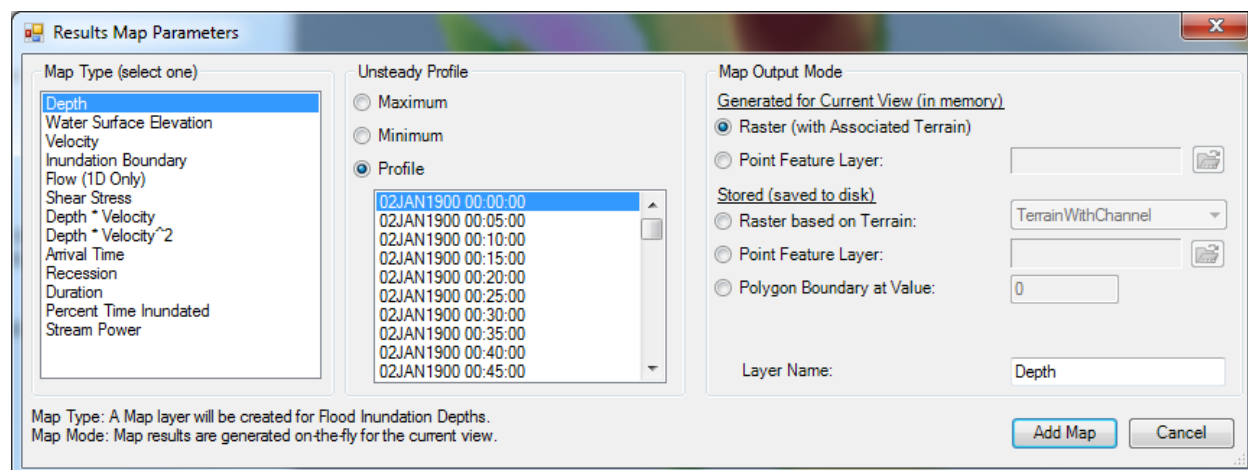 Results Map Parameters
Map Type (select one)
Depth
Water Surface Elevation
Velocity
Inundation Boundary
Flow (1D Only)
Shear Stress
Depth * Velocity
Depth * Velocity^2
Arrival Time
Recession
Duration
Percent Time Inundated
Stream Power
Unsteady Profile
Maximum
Minimum
Profile
02JAN1900 00:00:00
02JAN1900 00:05:00
02JAN1900 00:10:00
02JAN1900 00:15:00
02JAN1900 00:20:00
02JAN1900 00:25:00
02JAN1900 00:30:00
02JAN1900 00:35:00
02JAN1900 00:40:00
02JAN1900 00:45:00
Map Output Mode
Generated for Current View (in memory)
Raster (with Associated Terrain)
Point Feature Layer:
Stored (saved to disk)
Raster based on Terrain: TerrainWithChannel
Point Feature Layer:
Polygon Boundary at Value: 0
Layer Name: Depth
Map Type: A Map layer will be created for Flood Inundation Depths.
Map Mode: Map results are generated on-the-fly for the current view.
Add Map Cancel